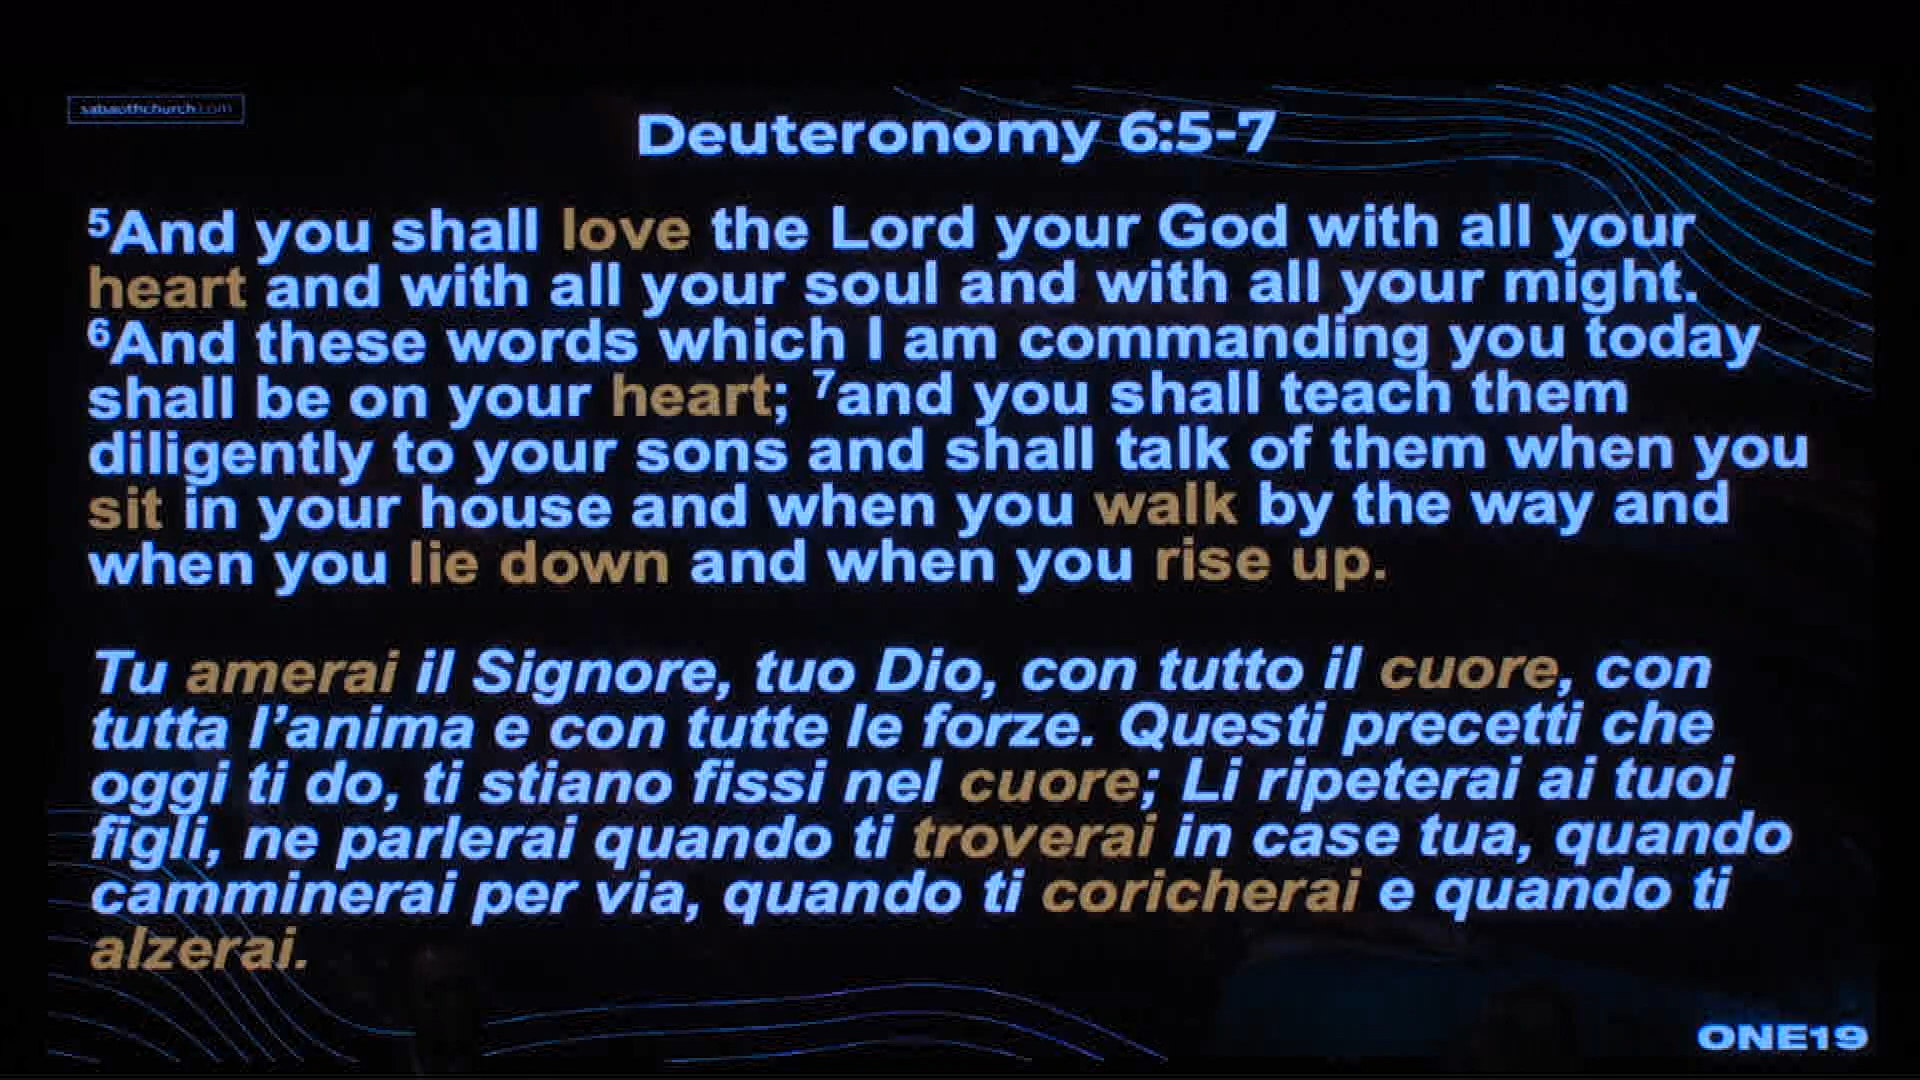 sabaothchurch.com
Deuteronomy 6:5-7
⁵And you shall love the Lord your God with all your
heart and with all your soul and with all your might.
⁶And these words which I am commanding you today
shall be on your heart; ⁷and you shall teach them
diligently to your sons and shall talk of them when you
sit in your house and when you walk by the way and
when you lie down and when you rise up.
Tu amerai il Signore, tuo Dio, con tutto il cuore, con
tutta l’anima e con tutte le forze. Questi precetti che
oggi ti do, ti stiano fissi nel cuore; Li ripeterai ai tuoi
figli, ne parlerai quando ti troverai in case tua, quando
camminerai per via, quando ti coricherai e quando ti
alzerai.
ONE19